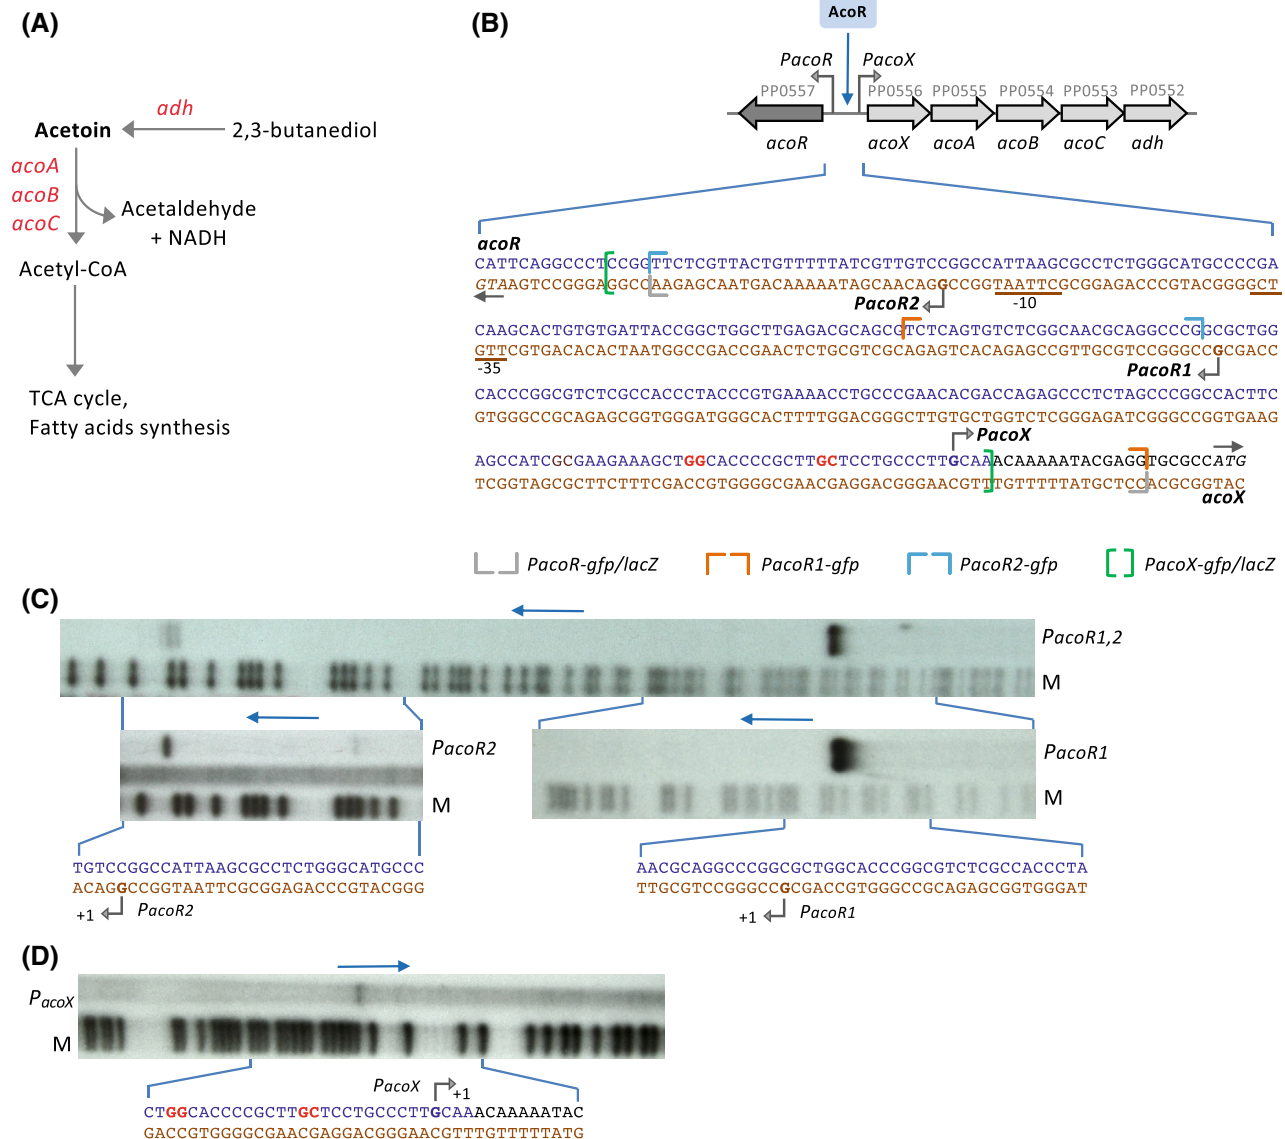 (A)
adh
Acetoin
2,3-butanediol
acoA
acoB
acoC
Acetaldehyde
+ NADH
Acetyl-CoA
TCA cycle,
Fatty acids synthesis
(B)
AcoR
PacoR PacoX
PP0557 PP0556 PP0555 PP0554 PP0553 PP0552
acoR acoX acoA acoB acoC adh
acoR
CATTCAGGCCCTCCGGTTCTCGTTACTGTTTTTATCGTTGTCCGGCCATTAAGCGCCTCTGGGCATGCCCCGA
GTAAGTCCGGGAGGCCAAGAGCAATGACAAAAATAGCAACAGGCCGGTAATTCGCGGAGACCCGTACGGGGCT
PacoR2
-10
CAAGCACTGTGTGATTACCGGCTGGCTTGAGACGCAGCGTCTCAGTGTCTCGGCAACGCAGGCCCGGCGCTGG
GTTCGTGACACACTAATGGCCGACCGAACTCTGCGTCGCAGAGTCACAGAGCCGTTGCGTCCGGGCCGCGACC
-35
PacoR1
CACCCGGCGTCTCGCCACCCTACCCGTGAAAACCTGCCCGAACACGACCAGAGCCCTCTAGCCCGGCCACTTC
GTGGGCCGCAGAGCGGTGGGATGGGCACTTTTGGACGGGCTTGTGCTGGTCTCGGGAGATCGGGCCGGTGAAG
PacoX
AGCCATCGCGAAGAAAGCTGGCACCCCGCTTGCTCCTGCCCTTGCAAACAAAAATACGAGGTGCGCCATG
TCGGTAGCGCTTCTTTCGACCGTGGGGCGAACGAGGACGGGAACGTTTGTTTTTATGCTCCACGCGGTAC
acoX
PacoR-gfp/lacZ PacoR1-gfp PacoR2-gfp PacoX-gfp/lacZ
(C)
PacoR1,2
M
PacoR2
M
PacoR1
M
TGTCCGGCCATTAAGCGCCTCTGGGCATGCCC
ACAGGCCGGTAATTCGCGGAGACCCGTACGGG
+1 PacoR2
AACGCAGGCCCGGCGCTGGCACCCGGCGTCTCGCCACCCTA
TTGCGTCCGGGCCGCGACCGTGGGCCGCAGAGCGGTGGGAT
+1 PacoR1
(D)
PacoX
M
PacoX +1
CTGGCACCCCGCTTGCTCCTGCCCTTGCAAACAAAAATAC
GACCGTGGGGCGAACGAGGACGGGAACGTTTGTTTTTATG